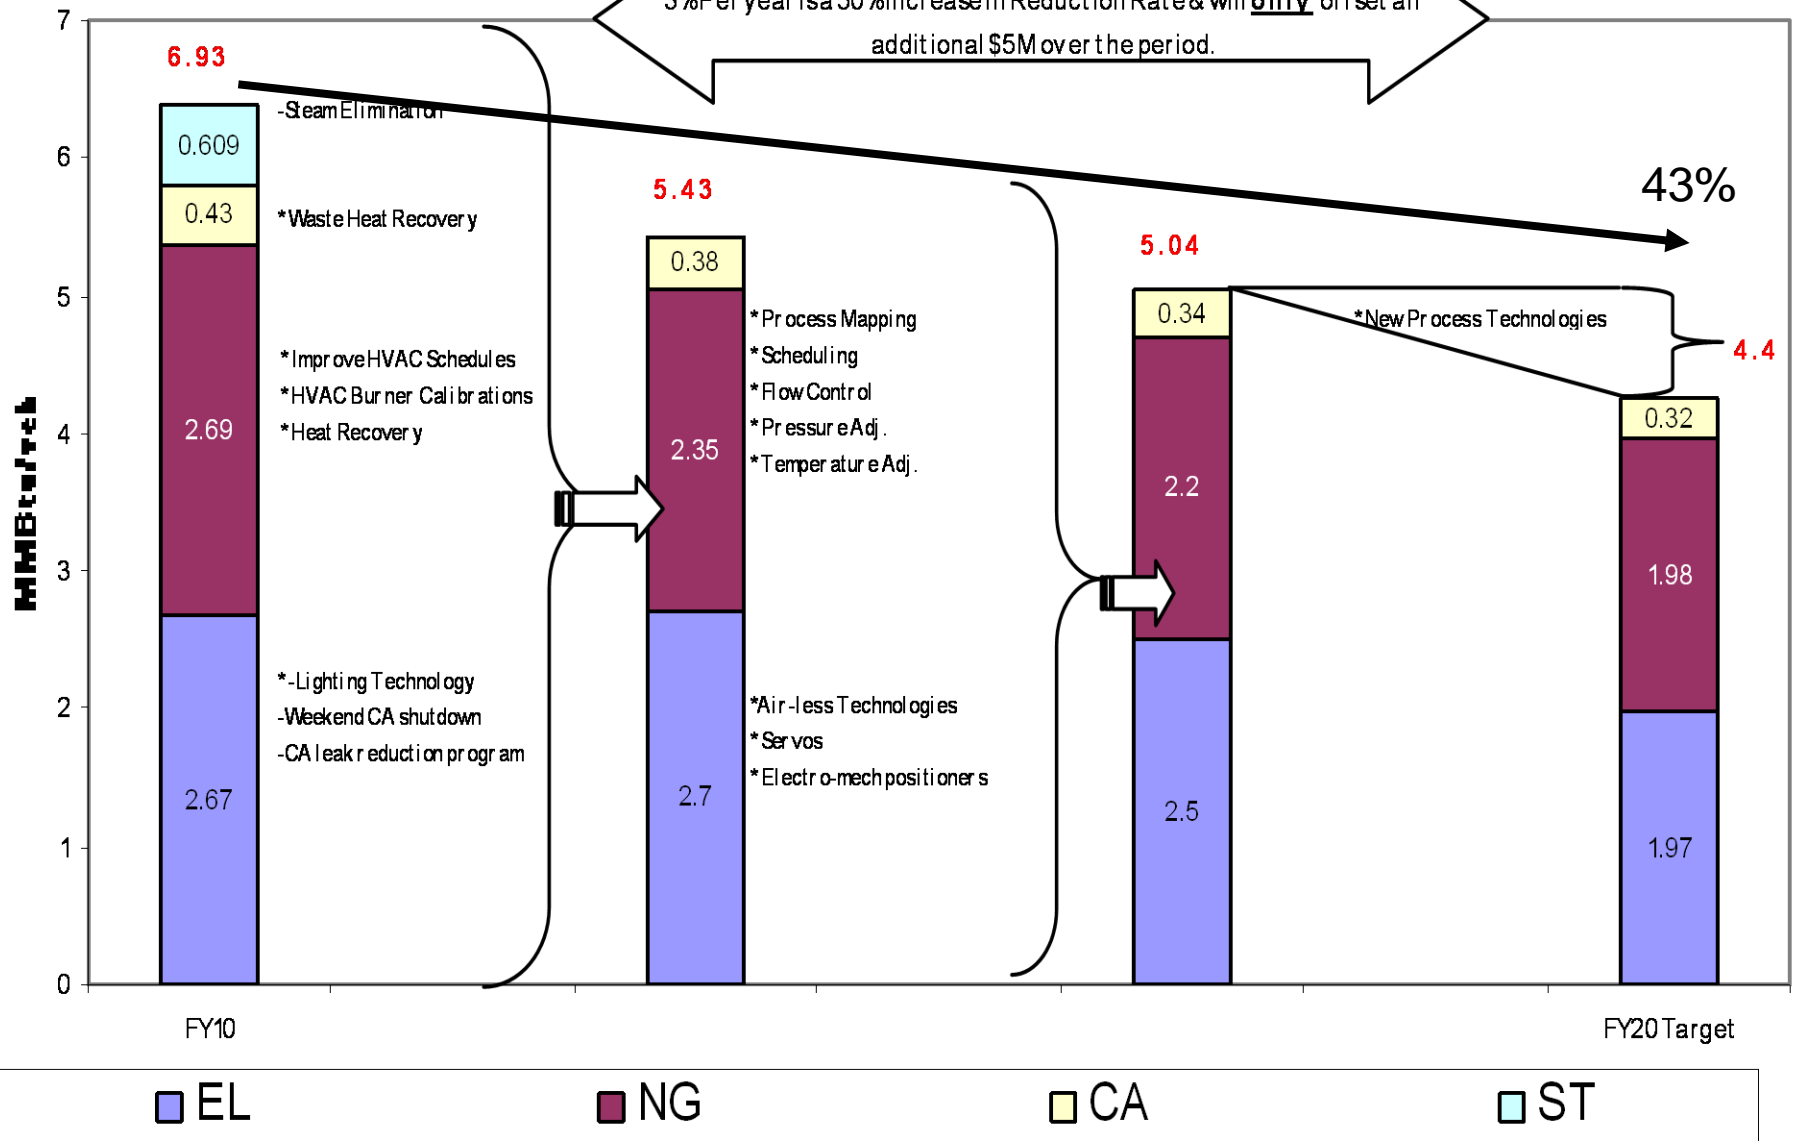 additional $5M over the period.
7
6.93
-Steam Elimination
0.609
6
0.43
*Waste Heat Recovery
5.43
43%
5.04
0.38
5
*Process Mapping
0.34
*New Process Technologies
4.4
*Improve HVAC Schedules
*Scheduling
*HVAC Burner Calibrations
*Flow Control
*Heat Recovery
*Pressure Adj.
*Temperature Adj.
4
2.69
2.35
2.2
0.32
3
1.98
MMBtu/veh
*-Lighting Technology
-Weekend CA shutdown
-CA leak reduction program
*Air-less Technologies
*Servos
*Electro-mech positioners
2
2.67
2.7
2.5
1.97
1
0
FY10
FY20 Target
EL
NG
CA
ST